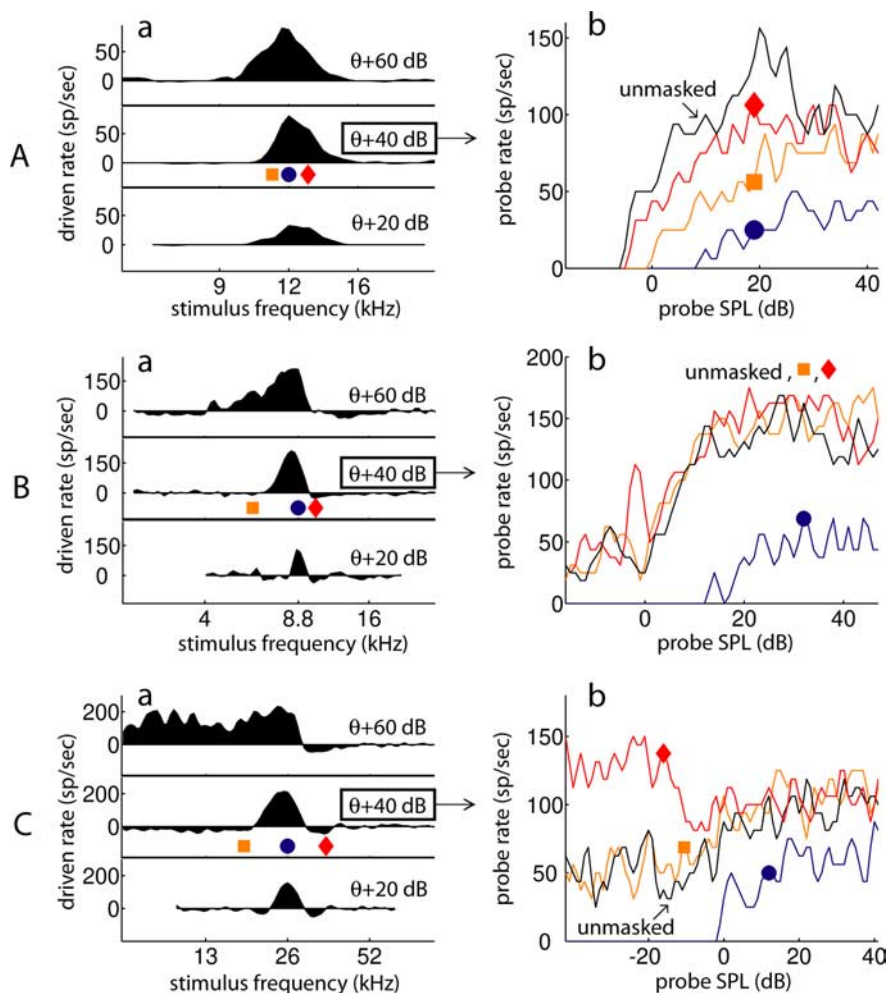 A
a
driven rate (sp/sec)
50
0
θ+60 dB
50
0
θ+40 dB
50
0
θ+20 dB
9 12 16
stimulus frequency (kHz)
b
probe rate (sp/sec)
150
100
50
0
unmasked
0 20 40
probe SPL (dB)
B
a
driven rate (sp/sec)
150
0
θ+60 dB
150
0
θ+40 dB
150
0
θ+20 dB
4 8.8 16
stimulus frequency (kHz)
b
probe rate (sp/sec)
200
150
100
50
0
unmasked , ,
0 20 40
probe SPL (dB)
C
a
driven rate (sp/sec)
200
0
θ+60 dB
200
0
θ+40 dB
200
0
θ+20 dB
13 26 52
stimulus frequency (kHz)
b
probe rate (sp/sec)
150
100
50
0
unmasked
-20 0 20 40
probe SPL (dB)